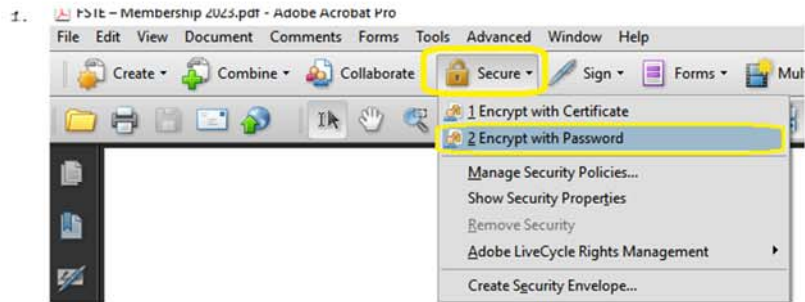 1. FSTE – Membership 2023.pdf - Adobe Acrobat Pro
File Edit View Document Comments Forms Tools Advanced Window Help
Create Combine Collaborate Secure Sign Forms Mul
1 Encrypt with Certificate
2 Encrypt with Password
Manage Security Policies...
Show Security Properties
Remove Security
Adobe LiveCycle Rights Management
Create Security Envelope...